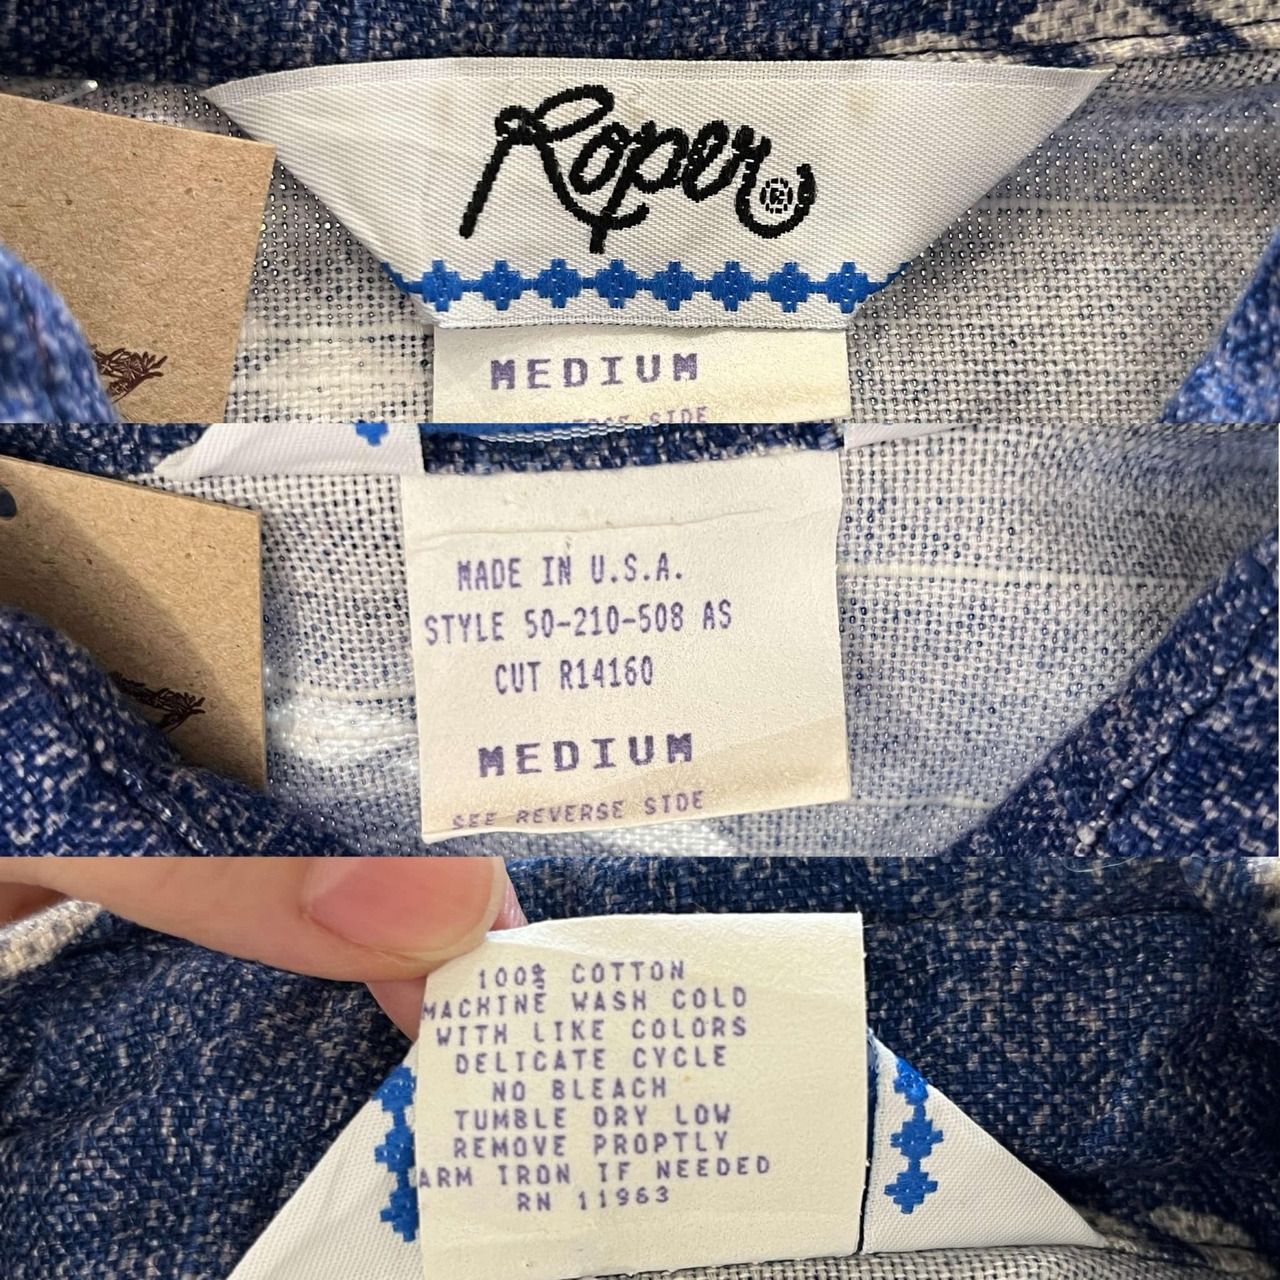 Roper®
MEDIUM
REVERSE SIDE
MADE IN U.S.A.
STYLE 50-210-508 AS
CUT R14160
MEDIUM
SEE REVERSE SIDE
100% COTTON
MACHINE WASH COLD
WITH LIKE COLORS
DELICATE CYCLE
NO BLEACH
TUMBLE DRY LOW
REMOVE PROPTLY
ARM IRON IF NEEDED
RN 11963